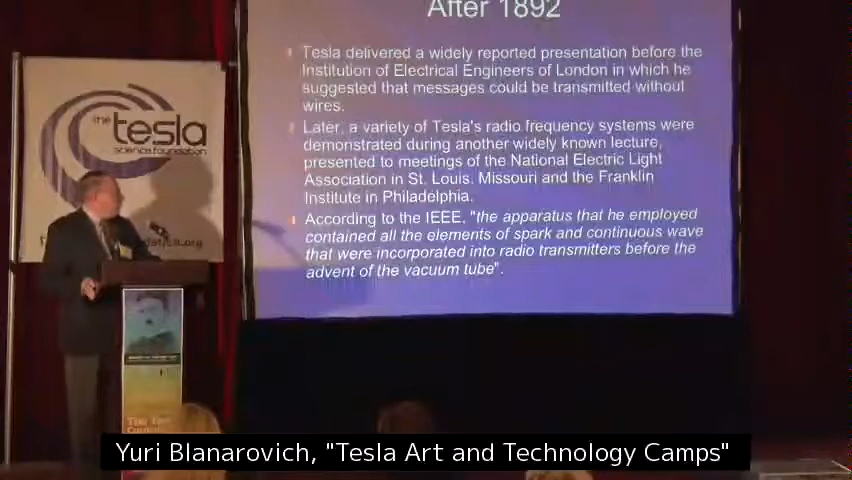 After 1892
Tesla delivered a widely reported presentation before the
Institution of Electrical Engineers of London in which he
suggested that messages could be transmitted without
wires.
Later, a variety of Tesla's radio frequency systems were
demonstrated during another widely known lecture,
presented to meetings of the National Electric Light
Association in St. Louis, Missouri and the Franklin
Institute in Philadelphia.
According to the IEEE, "the apparatus that he employed
contained all the elements of spark and continuous wave
that were incorporated into radio transmitters before the
advent of the vacuum tube".
the
tesla
science foundation
Yuri Blanarovich, "Tesla Art and Technology Camps"